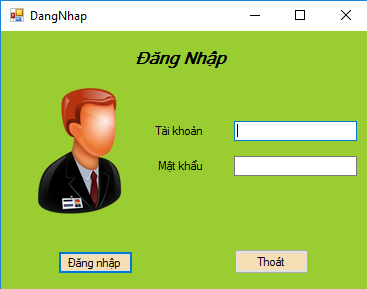 DangNhap
Đăng Nhập
Tài khoản
Mật khẩu
Đăng nhập
Thoát